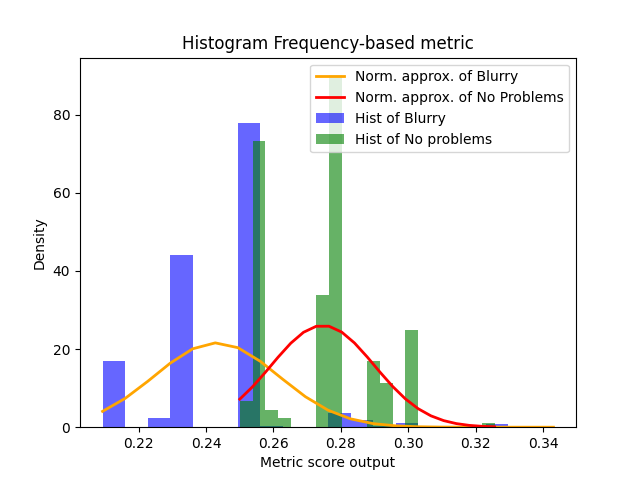 Histogram Frequency-based metric
Norm. approx. of Blurry
Norm. approx. of No Problems
Hist of Blurry
Hist of No problems
80
60
40
20
0
Density
0.22 0.24 0.26 0.28 0.30 0.32 0.34
Metric score output